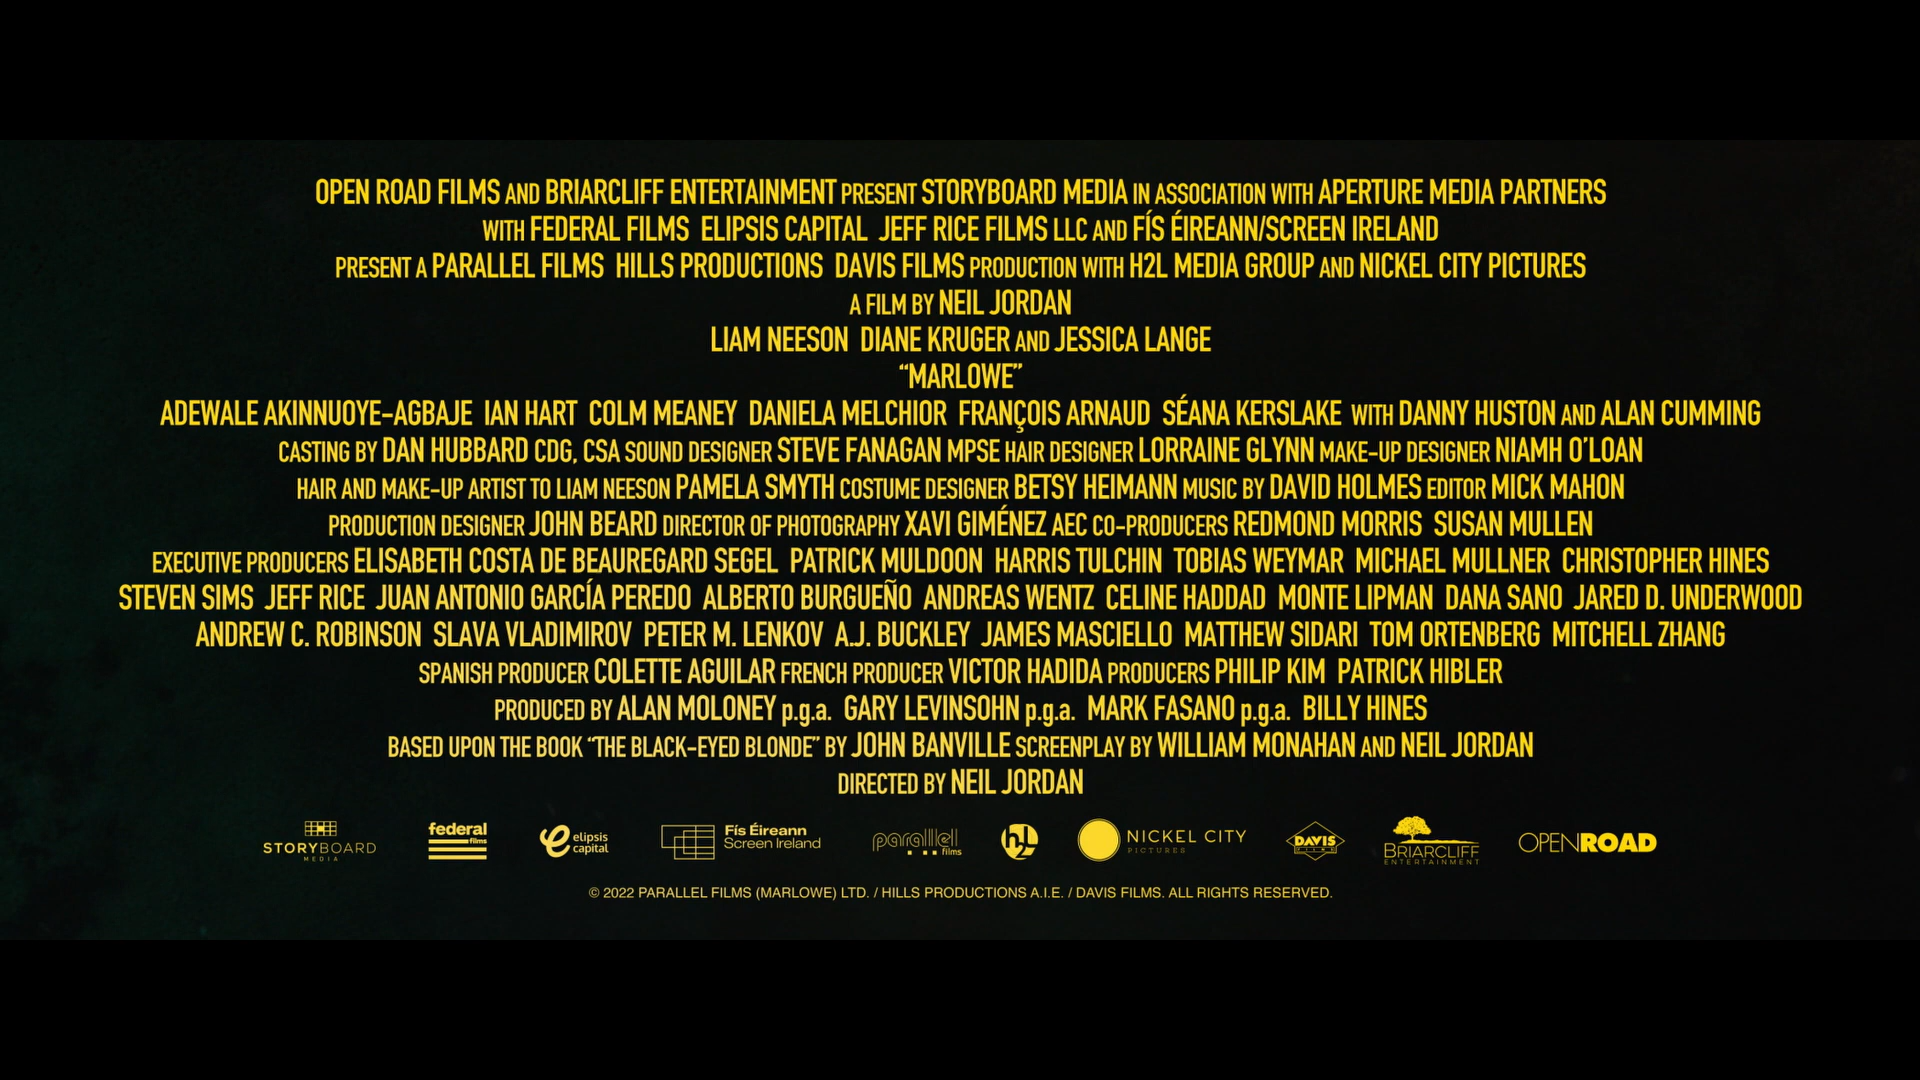 OPEN ROAD FILMS AND BRIARCLIFF ENTERTAINMENT PRESENT STORYBOARD MEDIA IN ASSOCIATION WITH APERTURE MEDIA PARTNERS
WITH FEDERAL FILMS ELIPSIS CAPITAL JEFF RICE FILMS LLC AND FÍS ÉIREANN/SCREEN IRELAND
PRESENT A PARALLEL FILMS HILLS PRODUCTIONS DAVIS FILMS PRODUCTION WITH H2L MEDIA GROUP AND NICKEL CITY PICTURES
A FILM BY NEIL JORDAN
LIAM NEESON DIANE KRUGER AND JESSICA LANGE
“MARLOWE”
ADEWALE AKINNUOYE-AGBAJE IAN HART COLM MEANEY DANIELA MELCHIOR FRANÇOIS ARNAUD SÉANA KERSLAKE WITH DANNY HUSTON AND ALAN CUMMING
CASTING BY DAN HUBBARD CDG, CSA SOUND DESIGNER STEVE FANAGAN MPSE HAIR DESIGNER LORRAINE GLYNN MAKE-UP DESIGNER NIAMH O'LOAN
HAIR AND MAKE-UP ARTIST TO LIAM NEESON PAMELA SMYTH COSTUME DESIGNER BETSY HEIMANN MUSIC BY DAVID HOLMES EDITOR MICK MAHON
PRODUCTION DESIGNER JOHN BEARD DIRECTOR OF PHOTOGRAPHY XAVI GIMÉNEZ AEC CO-PRODUCERS REDMOND MORRIS SUSAN MULLEN
EXECUTIVE PRODUCERS ELISABETH COSTA DE BEAUREGARD SEGEL PATRICK MULDOON HARRIS TULCHIN TOBIAS WEYMAR MICHAEL MULLNER CHRISTOPHER HINES
STEVEN SIMS JEFF RICE JUAN ANTONIO GARCÍA PEREDO ALBERTO BURGUEÑO ANDREAS WENTZ CELINE HADDAD MONTE LIPMAN DANA SANO JARED D. UNDERWOOD
ANDREW C. ROBINSON SLAVA VLADIMIROV PETER M. LENKOV A.J. BUCKLEY JAMES MASCIELLO MATTHEW SIDARI TOM ORTENBERG MITCHELL ZHANG
SPANISH PRODUCER COLETTE AGUILAR FRENCH PRODUCER VICTOR HADIDA PRODUCERS PHILIP KIM PATRICK HIBLER
PRODUCED BY ALAN MOLONEY p.g.a. GARY LEVINSOHN p.g.a. MARK FASANO p.g.a. BILLY HINES
BASED UPON THE BOOK “THE BLACK-EYED BLONDE” BY JOHN BANVILLE SCREENPLAY BY WILLIAM MONAHAN AND NEIL JORDAN
DIRECTED BY NEIL JORDAN
STORYBOARD
MEDIA
federal
films
elipsis
capital
Fís Éireann
Screen Ireland
parallel
films
h2L
NICKEL CITY
PICTURES
DAVIS
FILMS
BRIARCLIFF
ENTERTAINMENT
OPENROAD
© 2022 PARALLEL FILMS (MARLOWE) LTD. / HILLS PRODUCTIONS A.I.E. / DAVIS FILMS. ALL RIGHTS RESERVED.